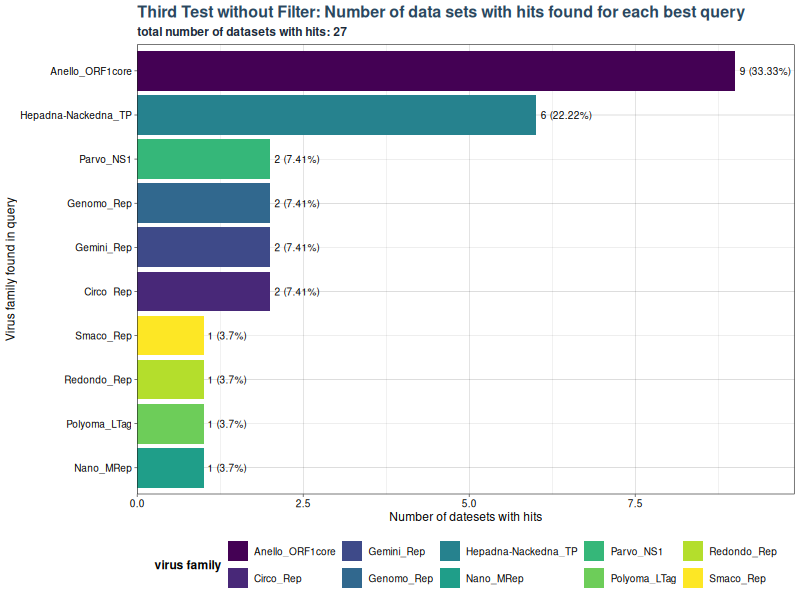 Third Test without Filter: Number of data sets with hits found for each best query
total number of datasets with hits: 27
Virus family found in query
Anello_ORF1core
9 (33.33%)
Hepadna-Nackedna_TP
6 (22.22%)
Parvo_NS1
2 (7.41%)
Genomo_Rep
2 (7.41%)
Gemini_Rep
2 (7.41%)
Circo_Rep
2 (7.41%)
Smaco_Rep
1 (3.7%)
Redondo_Rep
1 (3.7%)
Polyoma_LTag
1 (3.7%)
Nano_MRep
1 (3.7%)
0.0 2.5 5.0 7.5
Number of datesets with hits
virus family
Anello_ORF1core Gemini_Rep Hepadna-Nackedna_TP Parvo_NS1 Redondo_Rep
Circo_Rep Genomo_Rep Nano_MRep Polyoma_LTag Smaco_Rep